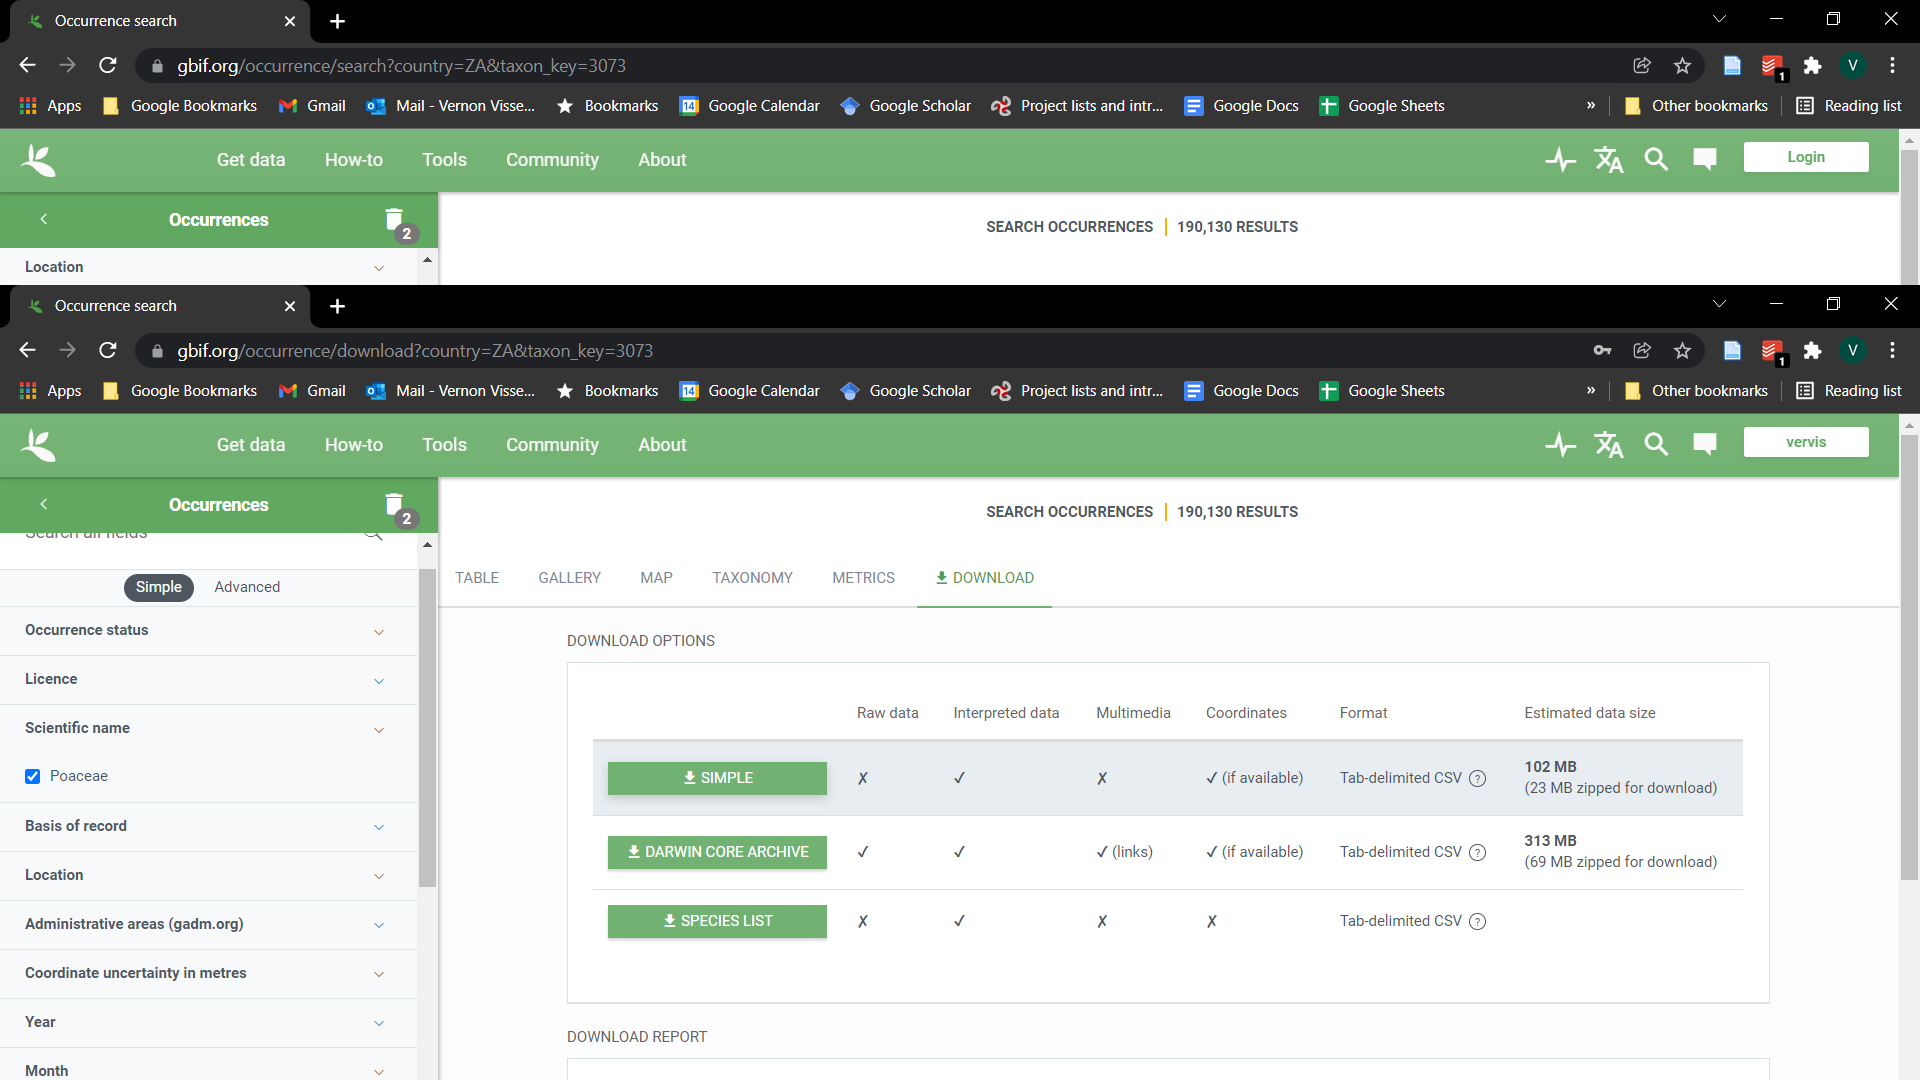 Occurrence search
gbif.org/occurrence/search?country=ZA&taxon_key=3073
1
V
Apps Google Bookmarks Gmail Mail - Vernon Visse... Bookmarks 14 Google Calendar Google Scholar Project lists and intr... Google Docs Google Sheets » Other bookmarks Reading list
Get data How-to Tools Community About Login
Occurrences 2
SEARCH OCCURRENCES | 190,130 RESULTS
Location
Occurrence search
gbif.org/occurrence/download?country=ZA&taxon_key=3073
1
V
Apps Google Bookmarks Gmail Mail - Vernon Visse... Bookmarks 14 Google Calendar Google Scholar Project lists and intr... Google Docs Google Sheets » Other bookmarks Reading list
Get data How-to Tools Community About vervis
Occurrences 2
SEARCH OCCURRENCES | 190,130 RESULTS
Search all fields
Simple Advanced
Occurrence status
Licence
Scientific name
Poaceae
Basis of record
Location
Administrative areas (gadm.org)
Coordinate uncertainty in metres
Year
Month
TABLE GALLERY MAP TAXONOMY METRICS DOWNLOAD
DOWNLOAD OPTIONS
Raw data Interpreted data Multimedia Coordinates Format Estimated data size
SIMPLE ✗ ✓ ✗ ✓ (if available) Tab-delimited CSV ? 102 MB
(23 MB zipped for download)
DARWIN CORE ARCHIVE ✓ ✓ ✓ (links) ✓ (if available) Tab-delimited CSV ? 313 MB
(69 MB zipped for download)
SPECIES LIST ✗ ✓ ✗ ✗ Tab-delimited CSV ?
DOWNLOAD REPORT